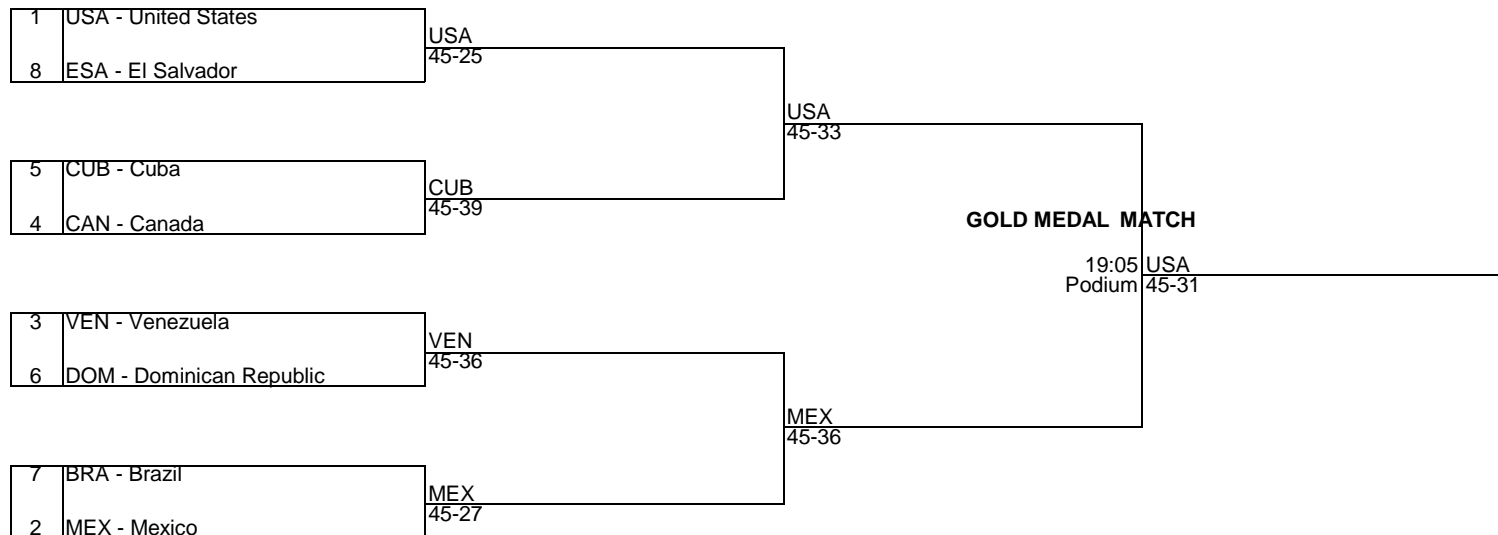 1 USA - United States
USA
45-25
8 ESA - El Salvador
USA
45-33
5 CUB - Cuba
CUB
45-39
4 CAN - Canada
GOLD MEDAL MATCH
19:05 USA
Podium 45-31
3 VEN - Venezuela
VEN
45-36
6 DOM - Dominican Republic
MEX
45-36
7 BRA - Brazil
MEX
45-27
2 MEX - Mexico